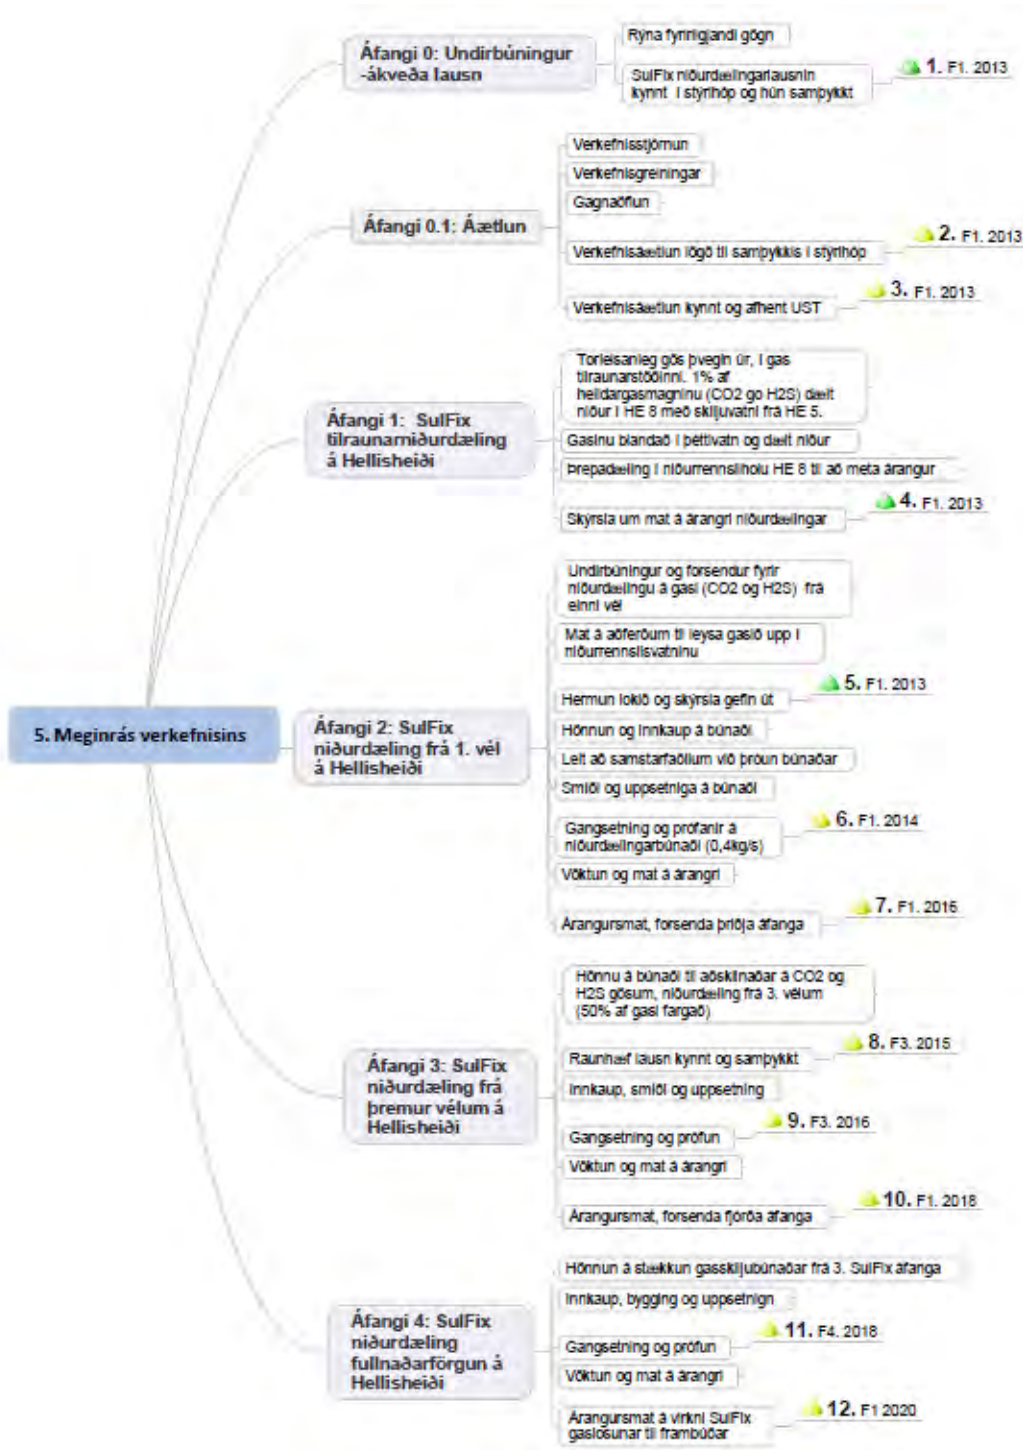 5. Meginrás verkefnisins
Áfangi 0: Undirbúningur
-ákveða lausn
Rýna fyrirligjandi gögn
SulFix niðurdælingarlausnin
kynnt í stýrihóp og hún samþykkt
1. F1. 2013
Áfangi 0.1: Áætlun
Verkefnisstjórnun
Verkefnisgreiningar
Gagnaöflun
Verkefnisáætlun lögð til samþykkis í stýrihóp
2. F1. 2013
Verkefnisáætlun kynnt og afhent UST
3. F1. 2013
Áfangi 1: SulFix
tilraunarniðurdæling
á Hellisheiði
Torleisanleg gös þvegin úr, í gas
tilraunarstöðinni. 1% af
heildargasmagninu (CO2 go H2S) dælt
niður í HE 8 með skiljuvatni frá HE 5.
Gasinu blandað í þéttivatn og dælt niður
Þrepadæling í niðurrennsliholu HE 8 til að meta árangur
Skýrsla um mat á árangri niðurdælingar
4. F1. 2013
Áfangi 2: SulFix
niðurdæling frá 1. vél
á Hellisheiði
Undirbúningur og forsendur fyrir
niðurdælingu á gasi (CO2 og H2S) frá
einni vél
Mat á aðferðum til leysa gasið upp í
niðurrennslisvatninu
Hermun lokið og skýrsla gefin út
5. F1. 2013
Hönnun og innkaup á búnaði
Leit að samstarfaðilum við þróun búnaðar
Smíði og uppsetniga á búnaði
Gangsetning og prófanir á
niðurdælingarbúnaði (0,4kg/s)
6. F1. 2014
Vöktun og mat á árangri
Árangursmat, forsenda þriðja áfanga
7. F1. 2016
Áfangi 3: SulFix
niðurdæling frá
þremur vélum á
Hellisheiði
Hönnu á búnaði til aðskilnaðar á CO2 og
H2S gösum, niðurdæling frá 3. vélum
(50% af gasi fargað)
Raunhæf lausn kynnt og samþykkt
8. F3. 2015
Innkaup, smíði og uppsetning
Gangsetning og prófun
9. F3. 2016
Vöktun og mat á árangri
Árangursmat, forsenda fjórða áfanga
10. F1. 2018
Áfangi 4: SulFix
niðurdæling
fullnaðarförgun á
Hellisheiði
Hönnun á stækkun gasskiljubúnaðar frá 3. SulFix áfanga
Innkaup, bygging og uppsetnign
Gangsetning og prófun
11. F4. 2018
Vöktun og mat á árangri
Árangursmat á virkni SulFix
gaslosunar til frambúðar
12. F1 2020